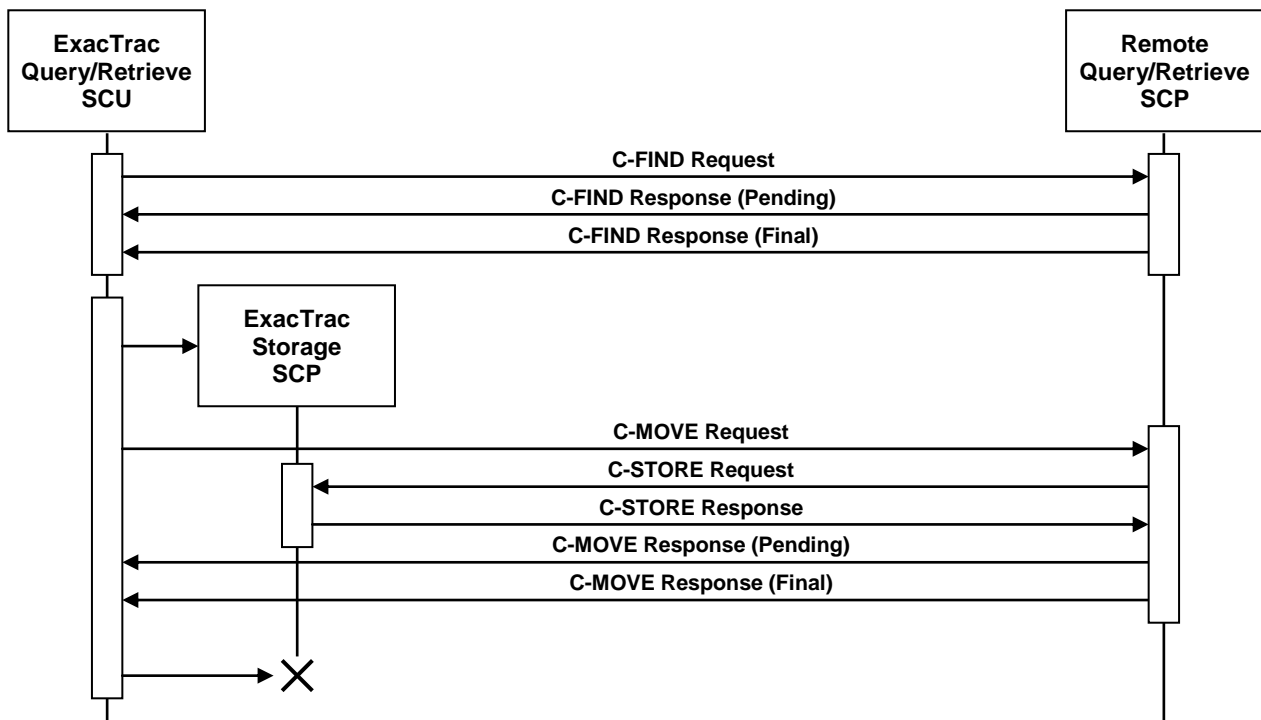 ExacTrac
Query/Retrieve
SCU
Remote
Query/Retrieve
SCP
C-FIND Request
C-FIND Response (Pending)
C-FIND Response (Final)
ExacTrac
Storage
SCP
C-MOVE Request
C-STORE Request
C-STORE Response
C-MOVE Response (Pending)
C-MOVE Response (Final)